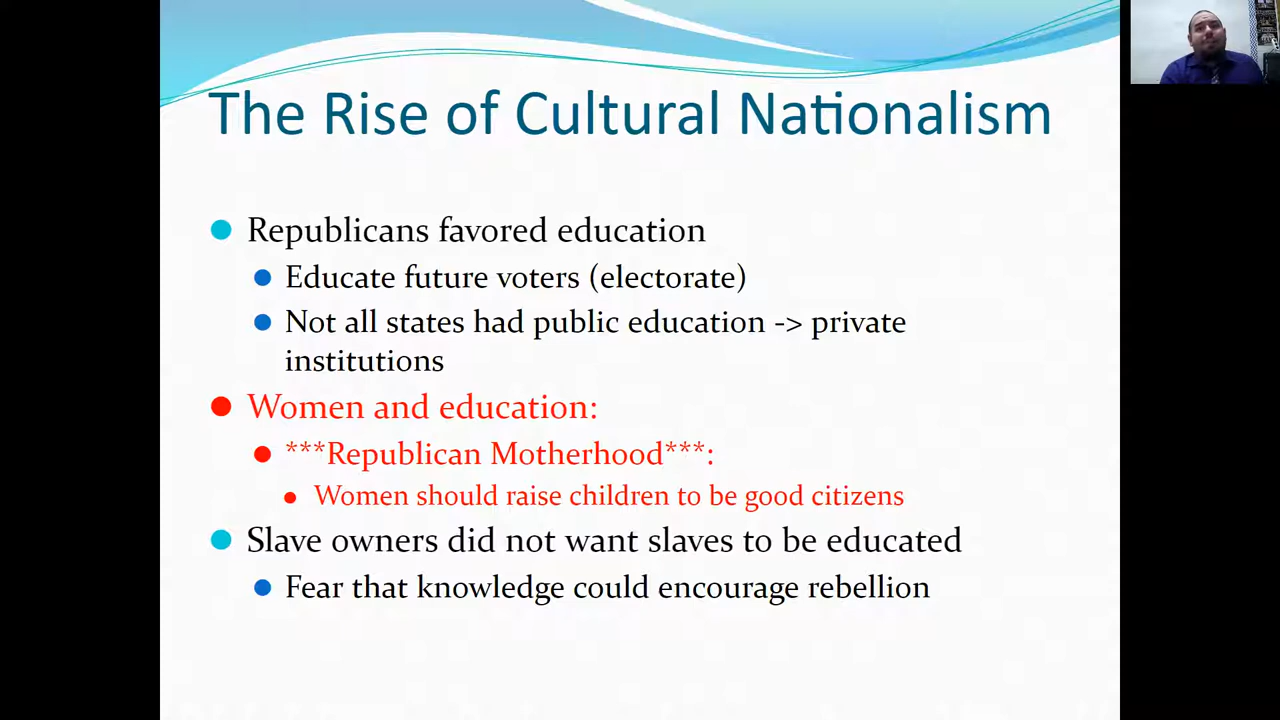 The Rise of Cultural Nationalism
Republicans favored education
Educate future voters (electorate)
Not all states had public education -> private
institutions
Women and education:
***Republican Motherhood***:
Women should raise children to be good citizens
Slave owners did not want slaves to be educated
Fear that knowledge could encourage rebellion